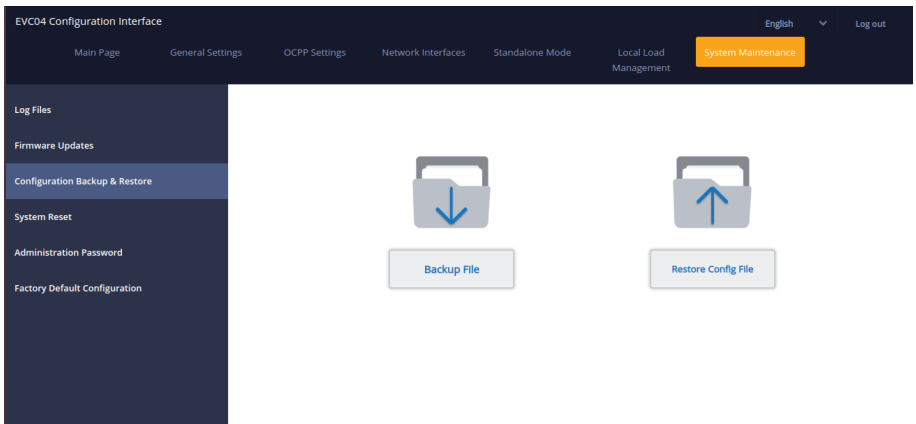 EVC04 Configuration Interface
English
Log out
Main Page
General Settings
OCPP Settings
Network Interfaces
Standalone Mode
Local Load
Management
System Maintenance
Log Files
Firmware Updates
Configuration Backup & Restore
System Reset
Administration Password
Factory Default Configuration
Backup File
Restore Config File